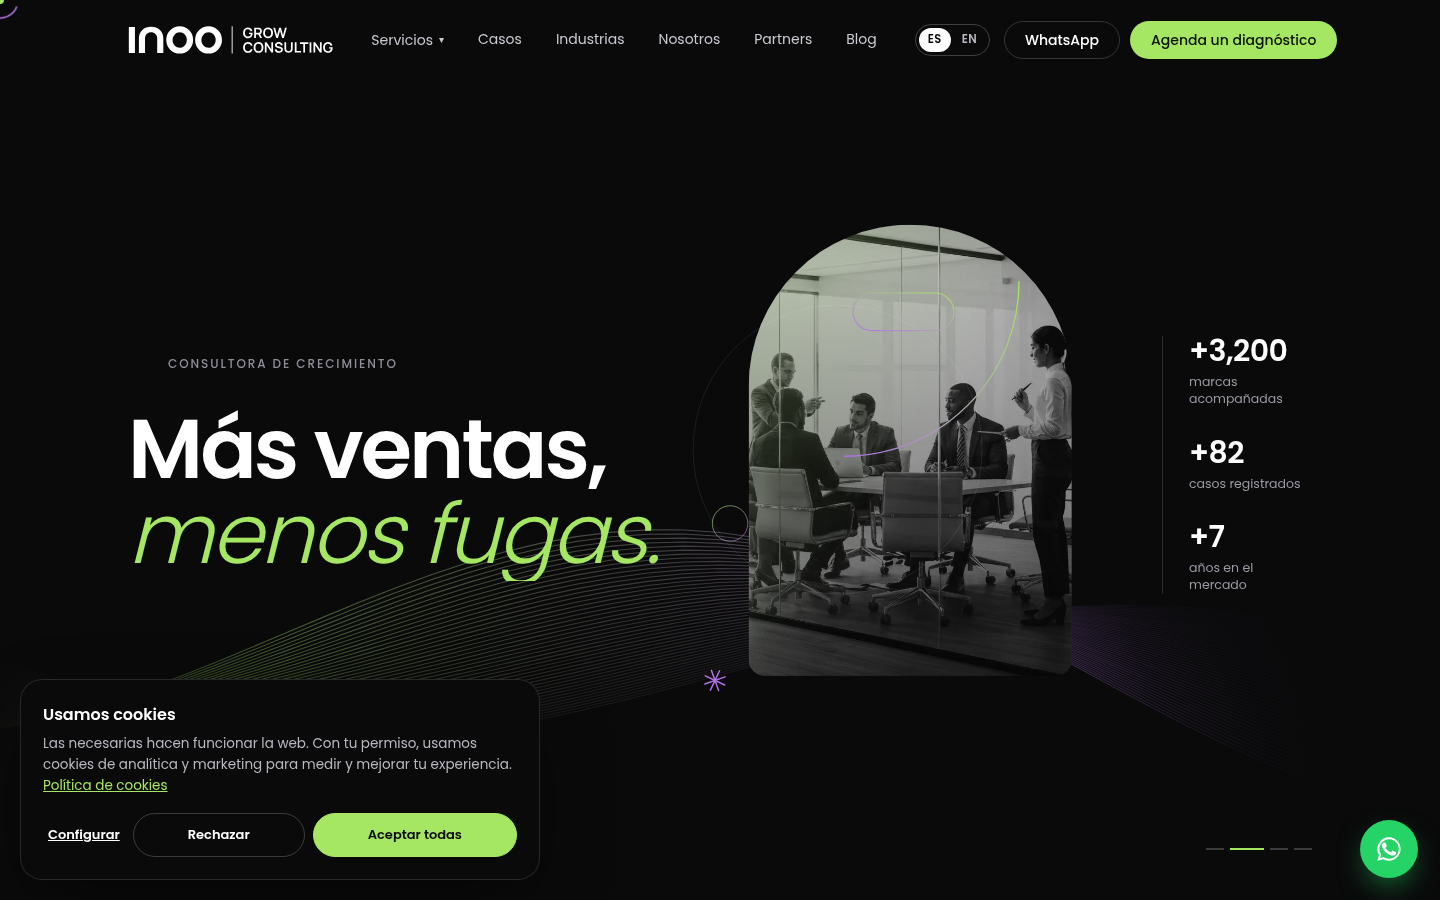 INOO GROW
CONSULTING
Servicios ▾
Casos
Industrias
Nosotros
Partners
Blog
ES EN
WhatsApp
Agenda un diagnóstico
CONSULTORA DE CRECIMIENTO
Más ventas,
menos fugas.
+3,200
marcas
acompañadas
+82
casos registrados
+7
años en el
mercado
Usamos cookies
Las necesarias hacen funcionar la web. Con tu permiso, usamos
cookies de analítica y marketing para medir y mejorar tu experiencia.
Política de cookies
Configurar
Rechazar
Aceptar todas